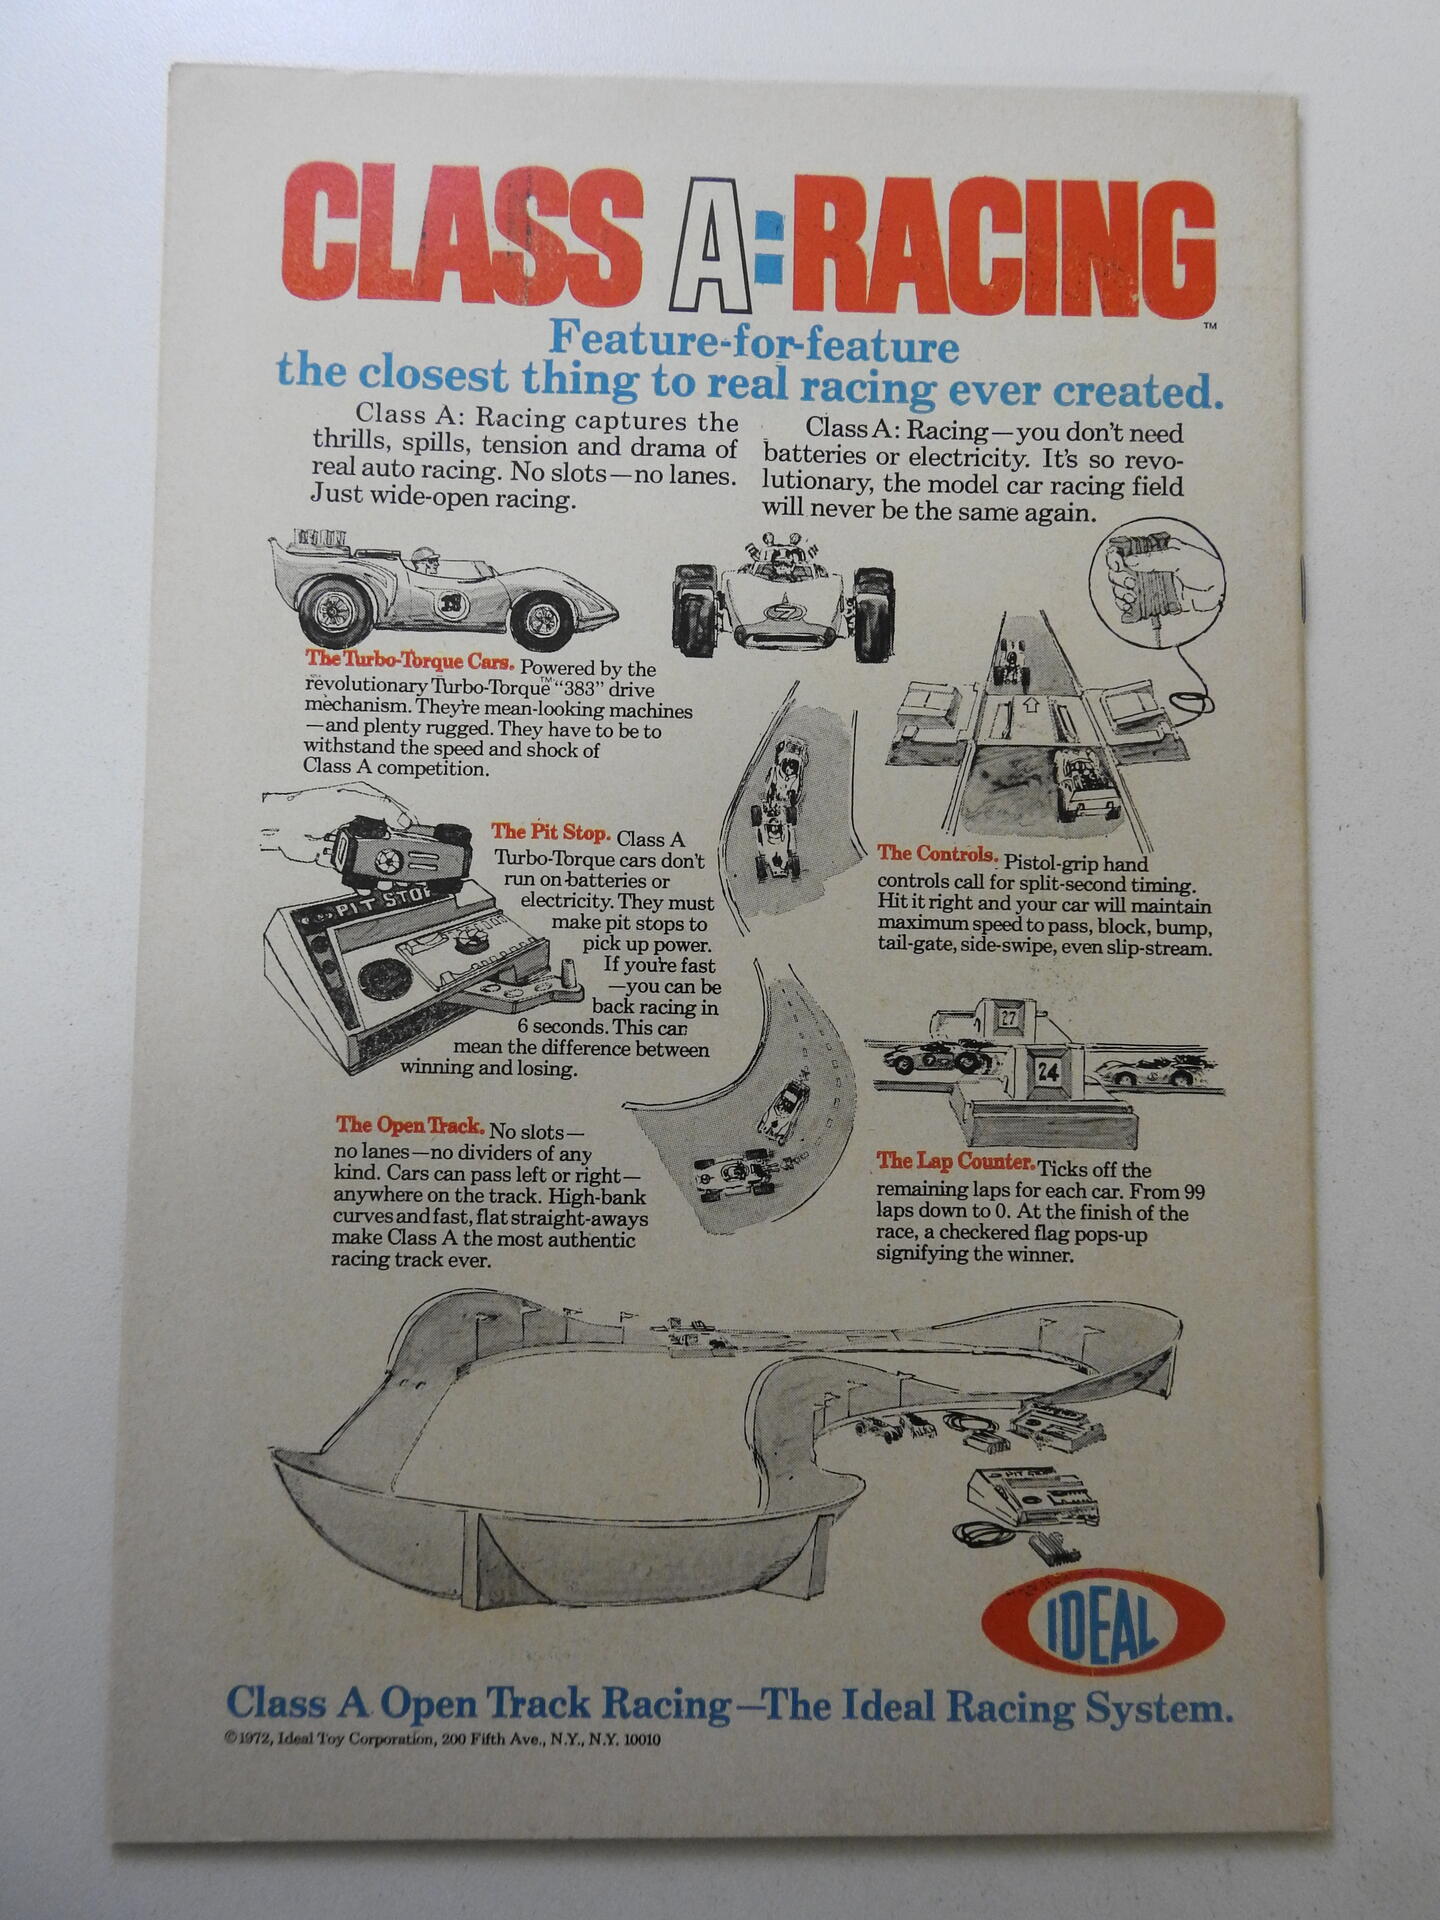 CLASS A:RACING
™
Feature-for-feature
the closest thing to real racing ever created.
Class A: Racing captures the
thrills, spills, tension and drama of
real auto racing. No slots—no lanes.
Just wide-open racing.
Class A: Racing—you don't need
batteries or electricity. It's so revo-
lutionary, the model car racing field
will never be the same again.
The Turbo-Torque Cars. Powered by the
revolutionary Turbo-Torque™ "383" drive
mechanism. They're mean-looking machines
—and plenty rugged. They have to be to
withstand the speed and shock of
Class A competition.
PIT STOP
The Pit Stop. Class A
Turbo-Torque cars don't
run on batteries or
electricity. They must
make pit stops to
pick up power.
If you're fast
—you can be
back racing in
6 seconds. This can
mean the difference between
winning and losing.
The Controls. Pistol-grip hand
controls call for split-second timing.
Hit it right and your car will maintain
maximum speed to pass, block, bump,
tail-gate, side-swipe, even slip-stream.
27
24
The Open Track. No slots—
no lanes—no dividers of any
kind. Cars can pass left or right—
anywhere on the track. High-bank
curves and fast, flat straight-aways
make Class A the most authentic
racing track ever.
The Lap Counter. Ticks off the
remaining laps for each car. From 99
laps down to 0. At the finish of the
race, a checkered flag pops-up
signifying the winner.
IDEAL
Class A Open Track Racing—The Ideal Racing System.
©1972, Ideal Toy Corporation, 200 Fifth Ave., N.Y., N.Y. 10010